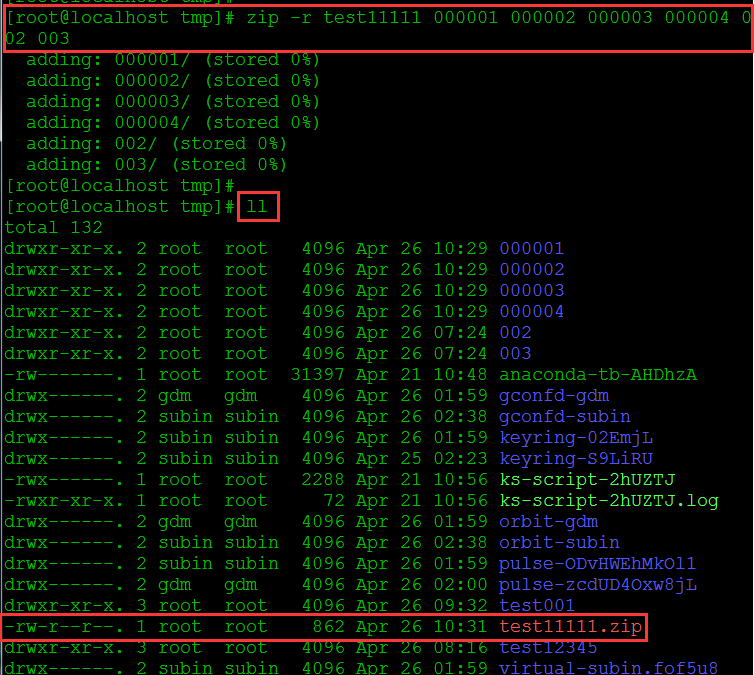 [root@localhost tmp]# zip -r test11111 000001 000002 000003 000004 0
02 003
  adding: 000001/ (stored 0%)
  adding: 000002/ (stored 0%)
  adding: 000003/ (stored 0%)
  adding: 000004/ (stored 0%)
  adding: 002/ (stored 0%)
  adding: 003/ (stored 0%)
[root@localhost tmp]#
[root@localhost tmp]# ll
total 132
drwxr-xr-x. 2 root  root   4096 Apr 26 10:29 000001
drwxr-xr-x. 2 root  root   4096 Apr 26 10:29 000002
drwxr-xr-x. 2 root  root   4096 Apr 26 10:29 000003
drwxr-xr-x. 2 root  root   4096 Apr 26 10:29 000004
drwxr-xr-x. 2 root  root   4096 Apr 26 07:24 002
drwxr-xr-x. 2 root  root   4096 Apr 26 07:24 003
-rw-------. 1 root  root  31397 Apr 21 10:48 anaconda-tb-AHDhzA
drwx------. 2 gdm   gdm    4096 Apr 26 01:59 gconfd-gdm
drwx------. 2 subin subin  4096 Apr 26 02:38 gconfd-subin
drwx------. 2 subin subin  4096 Apr 26 01:59 keyring-02EmjL
drwx------. 2 subin subin  4096 Apr 25 02:23 keyring-S9LiRU
-rwx------. 1 root  root   2288 Apr 21 10:56 ks-script-2hUZTJ
-rwxr-xr-x. 1 root  root     72 Apr 21 10:56 ks-script-2hUZTJ.log
drwx------. 2 gdm   gdm    4096 Apr 26 01:59 orbit-gdm
drwx------. 2 subin subin  4096 Apr 26 02:38 orbit-subin
drwx------. 2 subin subin  4096 Apr 26 01:59 pulse-ODvHWEhMkOl1
drwx------. 2 gdm   gdm    4096 Apr 26 02:00 pulse-zcdUD4Oxw8jL
drwxr-xr-x. 3 root  root   4096 Apr 26 09:32 test001
-rw-r--r--. 1 root  root    862 Apr 26 10:31 test11111.zip
drwxr-xr-x. 3 root  root   4096 Apr 26 08:16 test12345
drwx------. 2 subin subin  4096 Apr 26 01:59 virtual-subin.fof5u8